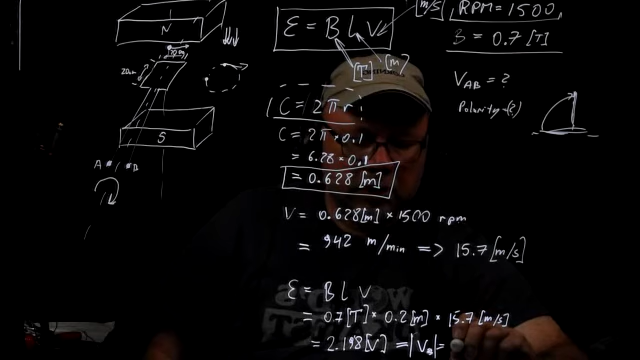 N
20cm
S
A
B
ε = B l v
[m/s]
[T] [m]
RPM = 1500
B = 0.7 [T]
V_AB = ?
Polarity = (?)
C = 2πr
C = 2π × 0.1
= 6.28 × 0.1
= 0.628 [m]
V = 0.628[m] × 1500 rpm
= 942 m/min => 15.7 [m/s]
ε = B l v
= 0.7[T] × 0.2[m] × 15.7[m/s]
= 2.198[V] =